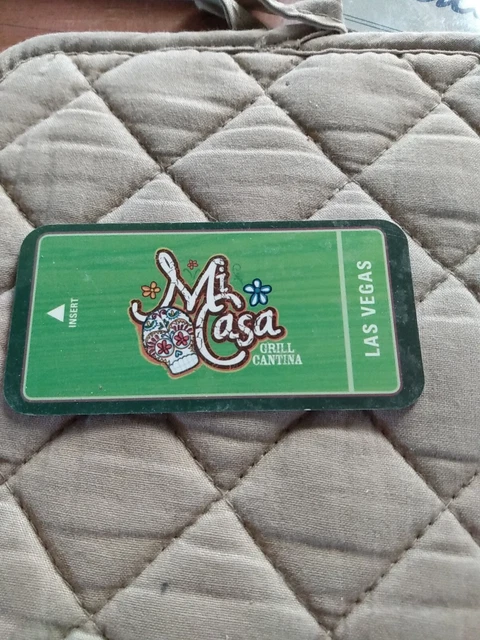 INSERT
Mi
Casa
GRILL
CANTINA
LAS VEGAS